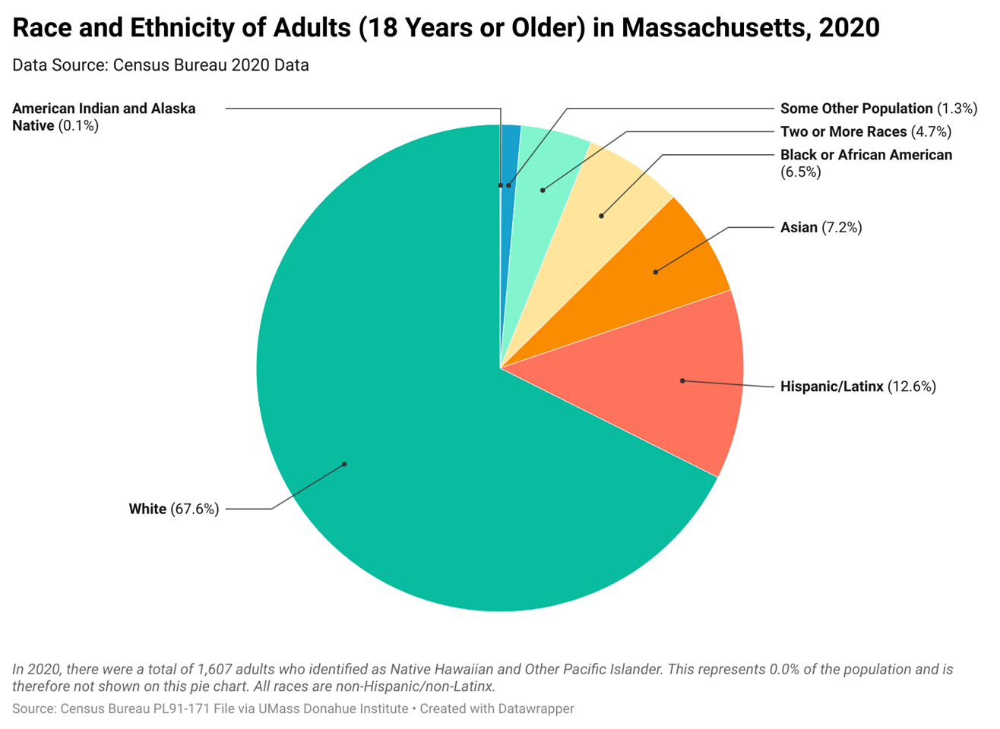 Race and Ethnicity of Adults (18 Years or Older) in Massachusetts, 2020
Data Source: Census Bureau 2020 Data
American Indian and Alaska
Native (0.1%)
Some Other Population (1.3%)
Two or More Races (4.7%)
Black or African American
(6.5%)
Asian (7.2%)
Hispanic/Latinx (12.6%)
White (67.6%)
In 2020, there were a total of 1,607 adults who identified as Native Hawaiian and Other Pacific Islander. This represents 0.0% of the population and is
therefore not shown on this pie chart. All races are non-Hispanic/non-Latinx.
Source: Census Bureau PL91-171 File via UMass Donahue Institute • Created with Datawrapper